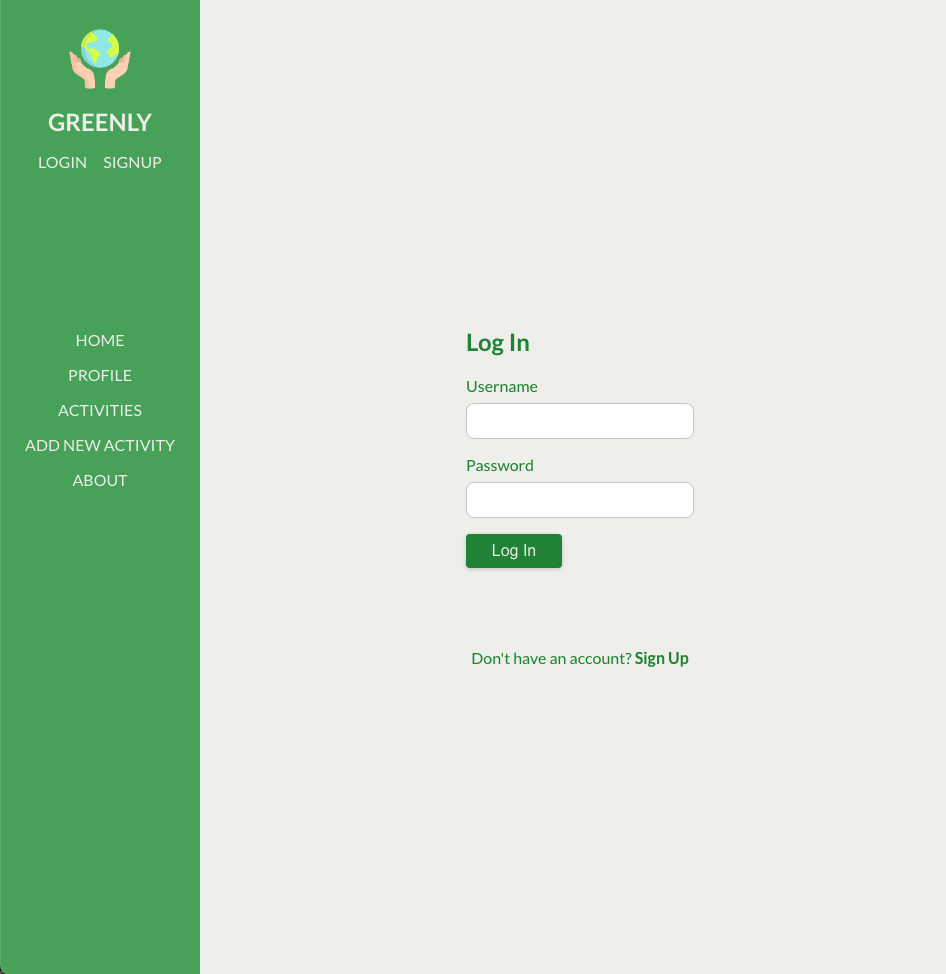 GREENLY
LOGIN SIGNUP
HOME
PROFILE
ACTIVITIES
ADD NEW ACTIVITY
ABOUT
Log In
Username
Password
Log In
Don't have an account? Sign Up